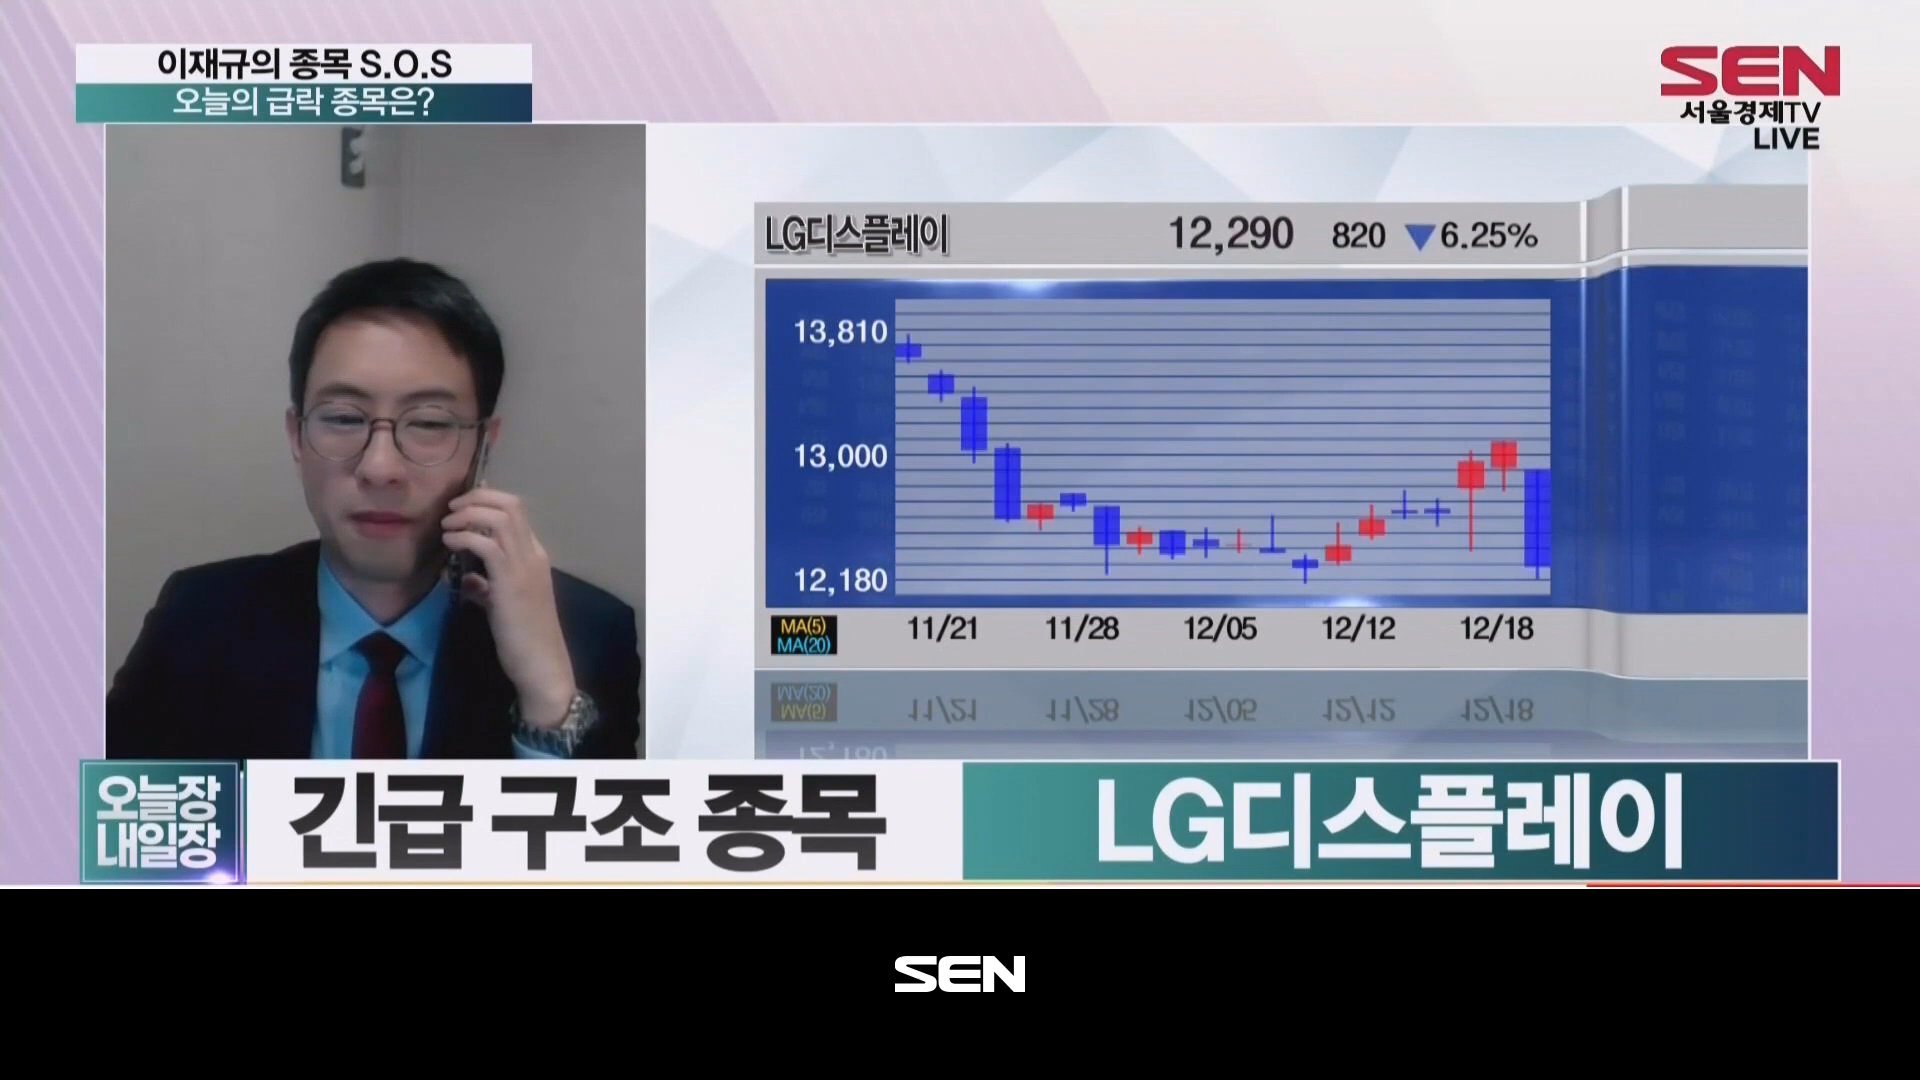 이재규의 종목 S.O.S
오늘의 급락 종목은?
SEN
서울경제TV
LIVE
LG디스플레이 12,290 820 ▼6.25%
13,810
13,000
12,180
MA(5)
MA(20)
11/21 11/28 12/05 12/12 12/18
오늘장
내일장
긴급 구조 종목
LG디스플레이
SEN